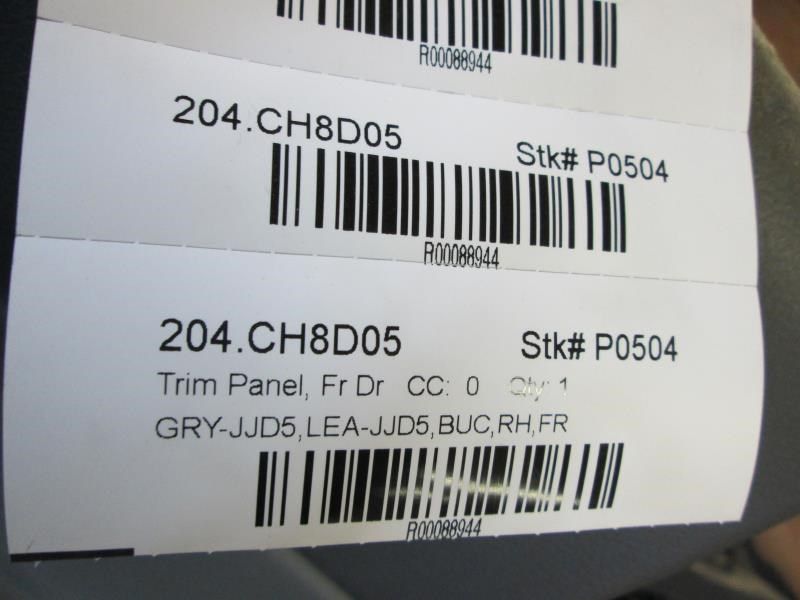 R00088944
204.CH8D05 Stk# P0504
R00088944
204.CH8D05 Stk# P0504
Trim Panel, Fr Dr CC: 0 Qty: 1
GRY-JJD5,LEA-JJD5,BUC,RH,FR
R00088944